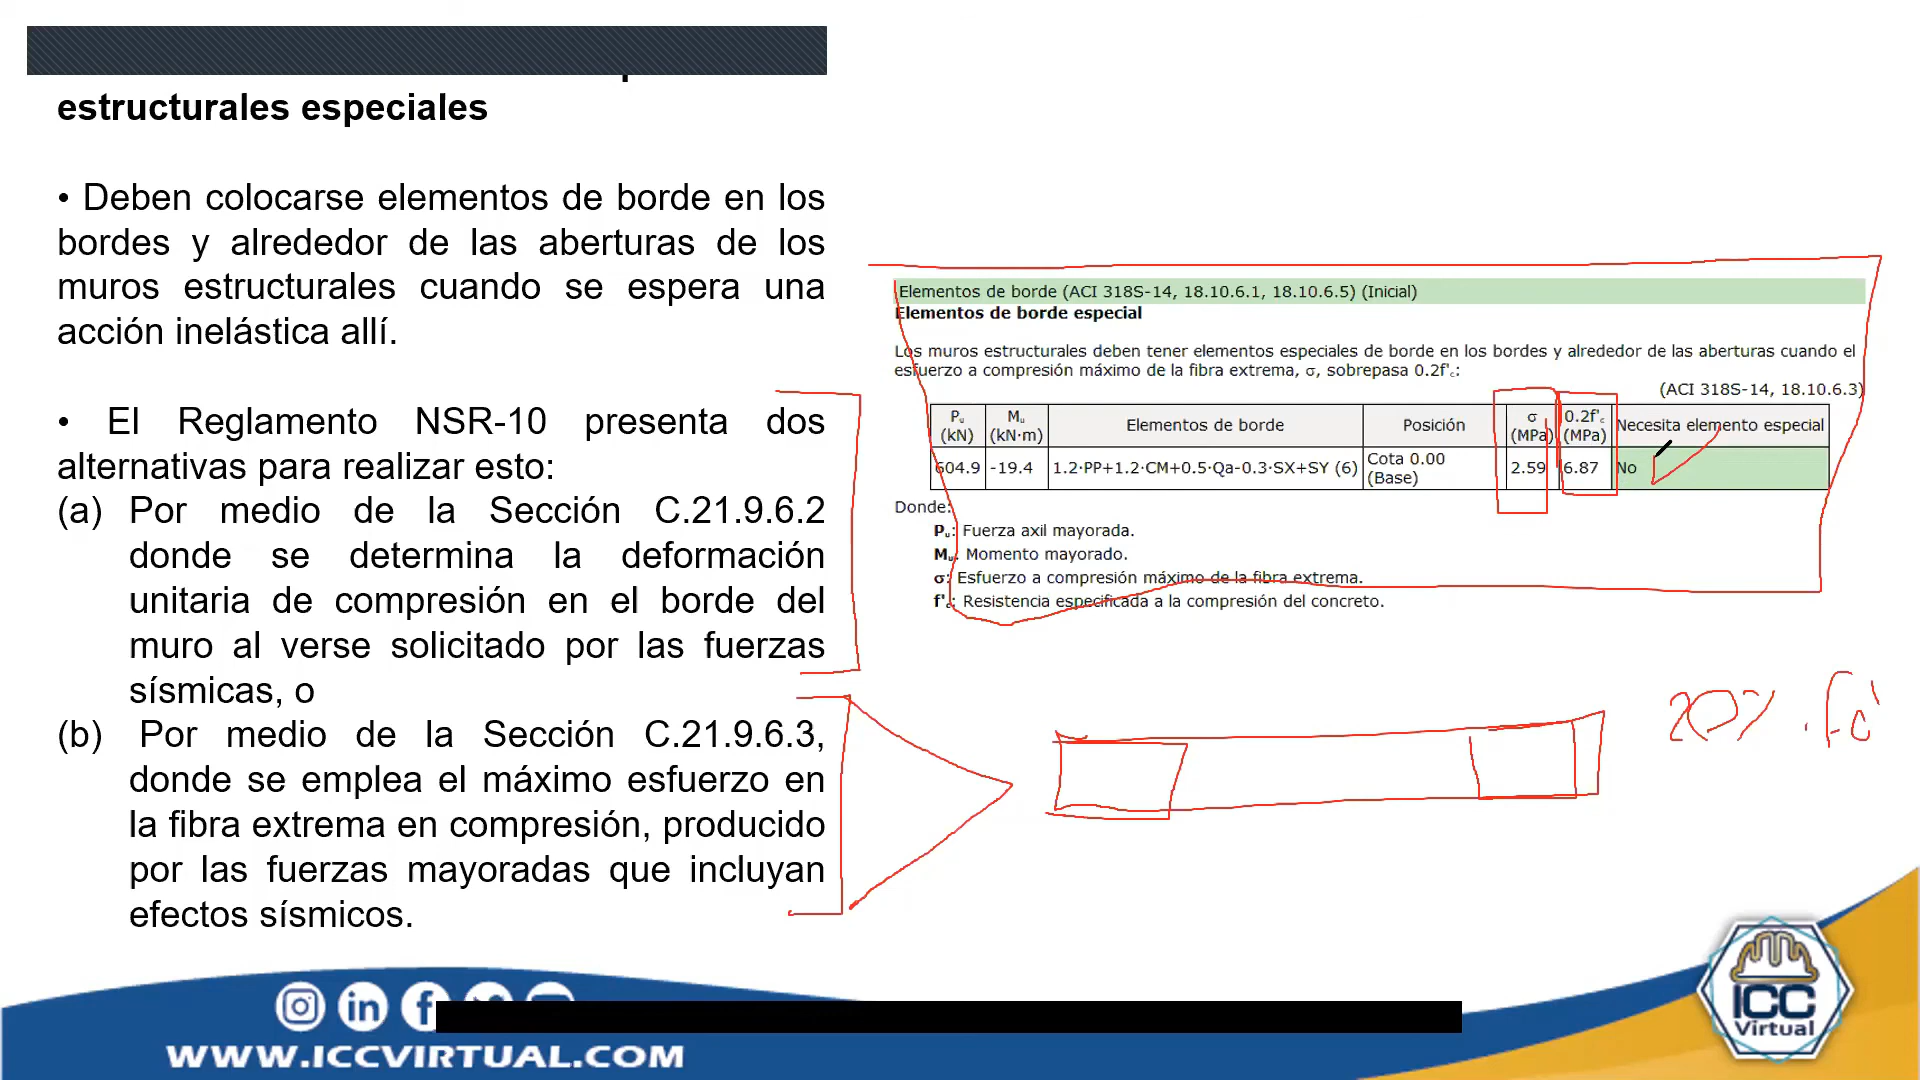 estructurales especiales
• Deben colocarse elementos de borde en los
bordes y alrededor de las aberturas de los
muros estructurales cuando se espera una
acción inelástica allí.
• El Reglamento NSR-10 presenta dos
alternativas para realizar esto:
(a) Por medio de la Sección C.21.9.6.2
donde se determina la deformación
unitaria de compresión en el borde del
muro al verse solicitado por las fuerzas
sísmicas, o
(b) Por medio de la Sección C.21.9.6.3,
donde se emplea el máximo esfuerzo en
la fibra extrema en compresión, producido
por las fuerzas mayoradas que incluyan
efectos sísmicos.
Elementos de borde (ACI 318S-14, 18.10.6.1, 18.10.6.5) (Inicial)
Elementos de borde especial
Los muros estructurales deben tener elementos especiales de borde en los bordes y alrededor de las aberturas cuando el
esfuerzo a compresión máximo de la fibra extrema, σ, sobrepasa 0.2f'c:
(ACI 318S-14, 18.10.6.3)
Pu (kN) Mu (kN·m) Elementos de borde Posición σ (MPa) 0.2f'c (MPa) Necesita elemento especial
604.9 -19.4 1.2·PP+1.2·CM+0.5·Qa-0.3·SX+SY (6) Cota 0.00 (Base) 2.59 6.87 No
Donde:
Pu: Fuerza axil mayorada.
Mu: Momento mayorado.
σ: Esfuerzo a compresión máximo de la fibra extrema.
f'c: Resistencia especificada a la compresión del concreto.
20% . fc'
WWW.ICCVIRTUAL.COM
ICC
Virtual